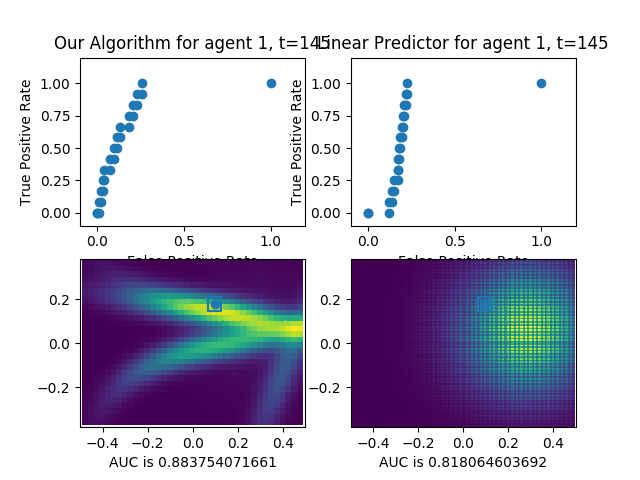 Our Algorithm for agent 1, t=145
Linear Predictor for agent 1, t=145
True Positive Rate
1.00
0.75
0.50
0.25
0.00
0.0 0.5 1.0
False Positive Rate
True Positive Rate
1.00
0.75
0.50
0.25
0.00
0.0 0.5 1.0
False Positive Rate
0.2
0.0
−0.2
−0.4 −0.2 0.0 0.2 0.4
AUC is 0.883754071661
0.2
0.0
−0.2
−0.4 −0.2 0.0 0.2 0.4
AUC is 0.818064603692